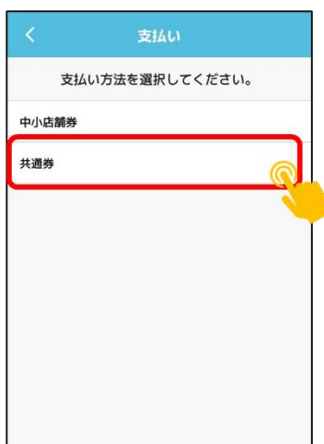 支払い
支払い方法を選択してください。
中小店舗券
共通券